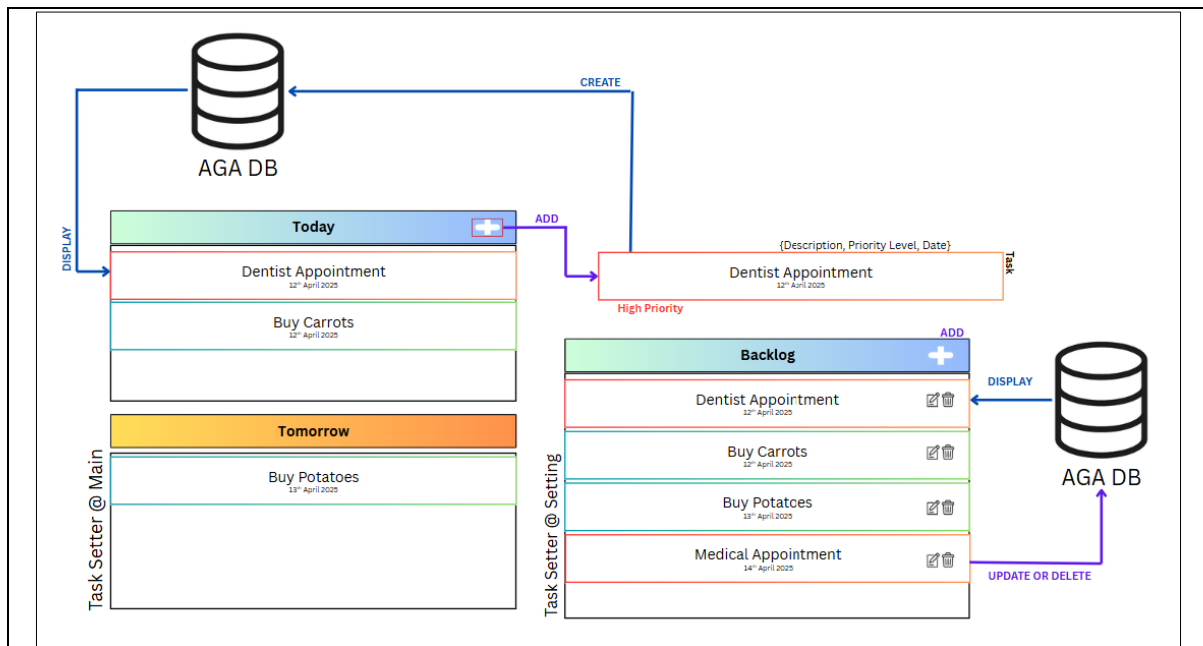 CREATE
AGA DB
DISPLAY
Today
ADD
Dentist Appointment
12th April 2025
Buy Carrots
12th April 2025
{Description, Priority Level, Date}
Task
Dentist Appointment
12th April 2025
High Priority
Tomorrow
Buy Potatoes
13th April 2025
Task Setter @ Main
ADD
Backlog
Dentist Appointment
12th April 2025
Buy Carrots
12th April 2025
Buy Potatoes
13th April 2025
Medical Appointment
14th April 2025
Task Setter @ Setting
DISPLAY
AGA DB
UPDATE OR DELETE